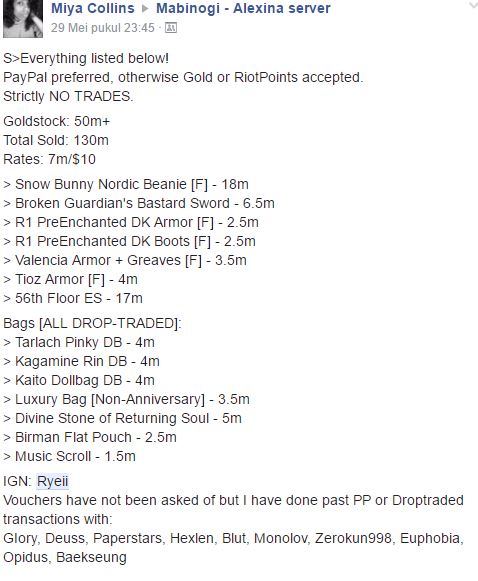 Miya Collins ▸ Mabinogi - Alexina server
29 Mei pukul 23:45 ·
S>Everything listed below!
PayPal preferred, otherwise Gold or RiotPoints accepted.
Strictly NO TRADES.
Goldstock: 50m+
Total Sold: 130m
Rates: 7m/$10
> Snow Bunny Nordic Beanie [F] - 18m
> Broken Guardian's Bastard Sword - 6.5m
> R1 PreEnchanted DK Armor [F] - 2.5m
> R1 PreEnchanted DK Boots [F] - 2.5m
> Valencia Armor + Greaves [F] - 3.5m
> Tioz Armor [F] - 4m
> 56th Floor ES - 17m
Bags [ALL DROP-TRADED]:
> Tarlach Pinky DB - 4m
> Kagamine Rin DB - 4m
> Kaito Dollbag DB - 4m
> Luxury Bag [Non-Anniversary] - 3.5m
> Divine Stone of Returning Soul - 5m
> Birman Flat Pouch - 2.5m
> Music Scroll - 1.5m
IGN: Ryeii
Vouchers have not been asked of but I have done past PP or Droptraded
transactions with:
Glory, Deuss, Paperstars, Hexlen, Blut, Monolov, Zerokun998, Euphobia,
Opidus, Baekseung